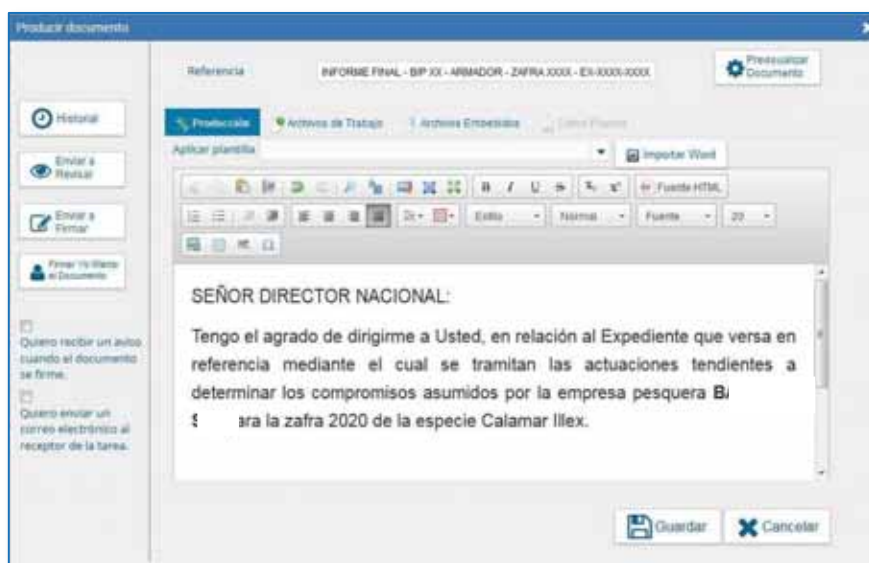 Producir documento
Referencia
INFORME FINAL - BIP XX - ARMADOR - ZAFRA XXXX - EX-XXXX-XXXX
Previsualizar
Documento
Historial
Enviar a
Revisar
Enviar a
Firmar
Firmar Yo Mismo
el Documento
Quiero recibir un aviso
cuando el documento
se firme.
Quiero enviar un
correo electrónico al
receptor de la tarea.
Producción
Archivos de Trabajo
Archivos Embebidos
Aplicar plantilla
Importar Word
Fuente HTML
Estilo
Normal
Fuente
20
SEÑOR DIRECTOR NACIONAL:
Tengo el agrado de dirigirme a Usted, en relación al Expediente que versa en
referencia mediante el cual se tramitan las actuaciones tendientes a
determinar los compromisos asumidos por la empresa pesquera
ara la zafra 2020 de la especie Calamar Illex.
Guardar
Cancelar